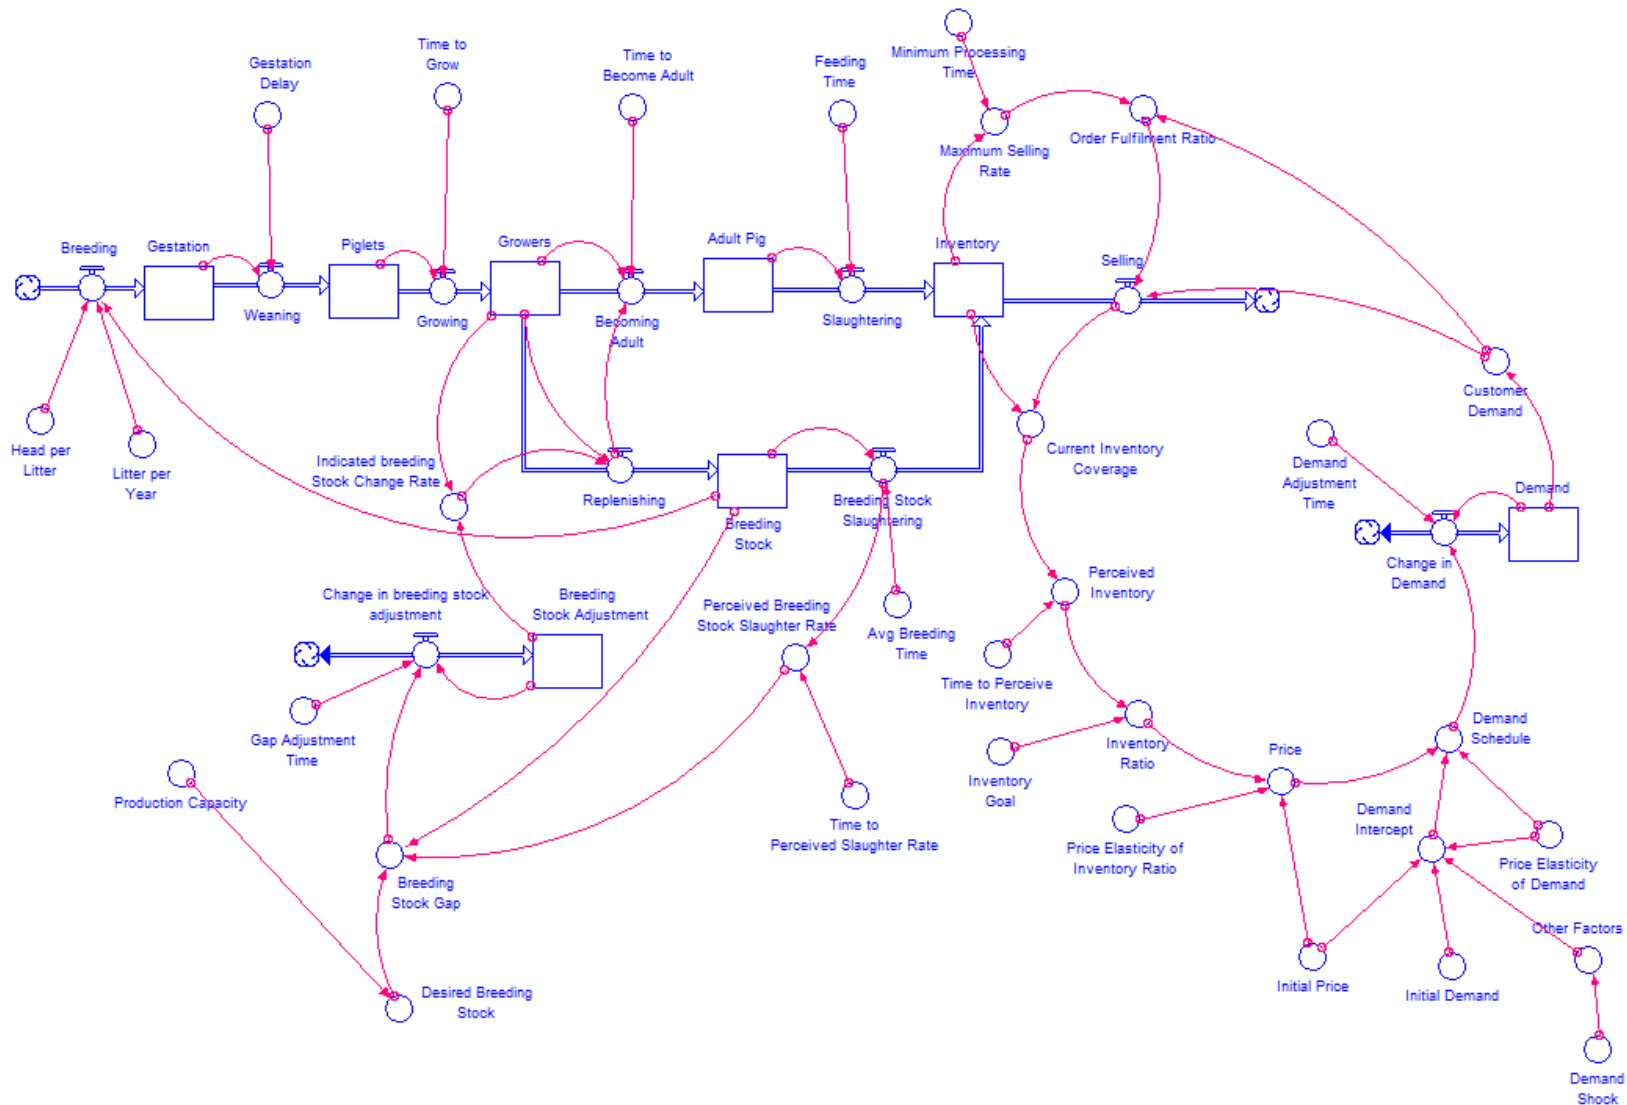 Minimum Processing
Time
Time to
Grow
Time to
Become Adult
Gestation
Delay
Feeding
Time
Order Fulfilment Ratio
Maximum Selling
Rate
Breeding
Gestation
Piglets
Growers
Adult Pig
Inventory
Selling
Weaning
Growing
Becoming
Adult
Slaughtering
Customer
Demand
Head per
Litter
Litter per
Year
Indicated breeding
Stock Change Rate
Current Inventory
Coverage
Demand
Adjustment
Time
Demand
Replenishing
Breeding
Stock
Breeding Stock
Slaughtering
Change in
Demand
Perceived
Inventory
Change in breeding stock
adjustment
Breeding
Stock Adjustment
Perceived Breeding
Stock Slaughter Rate
Avg Breeding
Time
Time to Perceive
Inventory
Gap Adjustment
Time
Inventory
Ratio
Price
Demand
Schedule
Inventory
Goal
Production Capacity
Time to
Perceived Slaughter Rate
Price Elasticity of
Inventory Ratio
Demand
Intercept
Price Elasticity
of Demand
Breeding
Stock Gap
Other Factors
Desired Breeding
Stock
Initial Price
Initial Demand
Demand
Shock